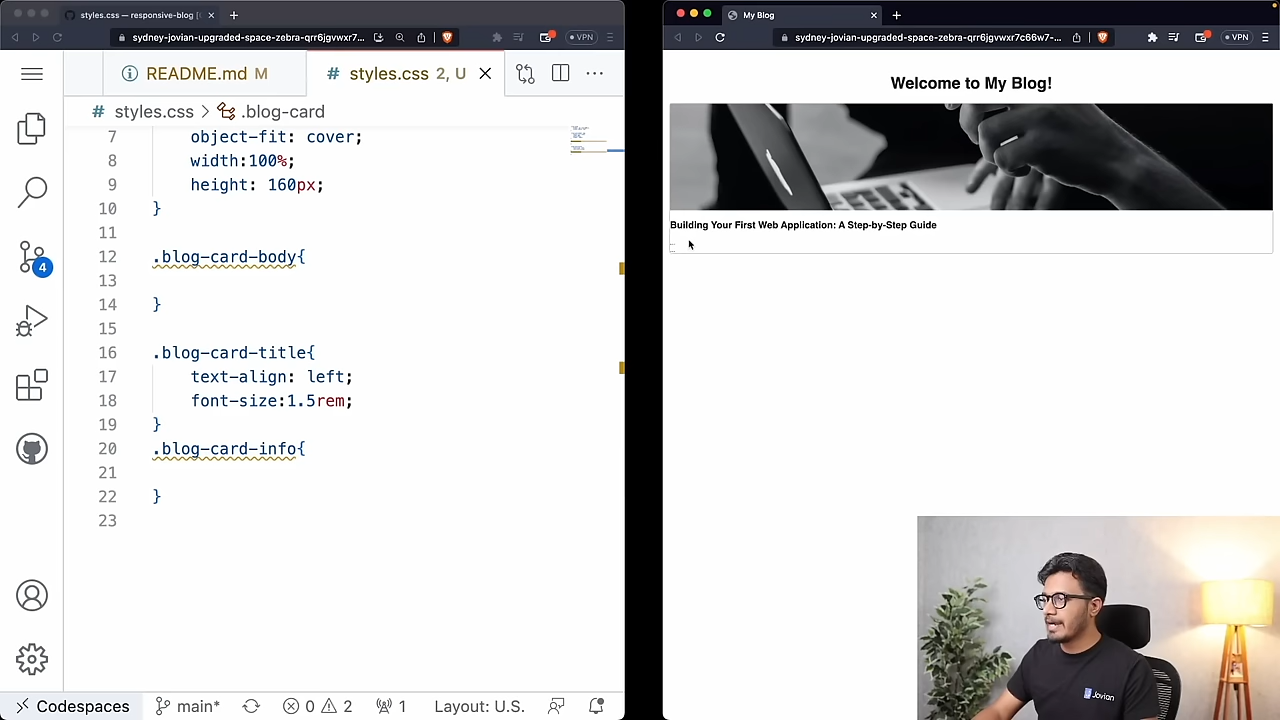 styles.css — responsive-blog [
sydney-jovian-upgraded-space-zebra-qrr6jgvwxr7...
VPN
README.md M
# styles.css 2, U
# styles.css > .blog-card
7 object-fit: cover;
8 width:100%;
9 height: 160px;
10 }
11
12 .blog-card-body{
13
14 }
15
16 .blog-card-title{
17 text-align: left;
18 font-size:1.5rem;
19 }
20 .blog-card-info{
21
22 }
23
4
Codespaces
main*
0
2
1
Layout: U.S.
My Blog
sydney-jovian-upgraded-space-zebra-qrr6jgvwxr7c66w7-...
VPN
Welcome to My Blog!
Building Your First Web Application: A Step-by-Step Guide
Jovian